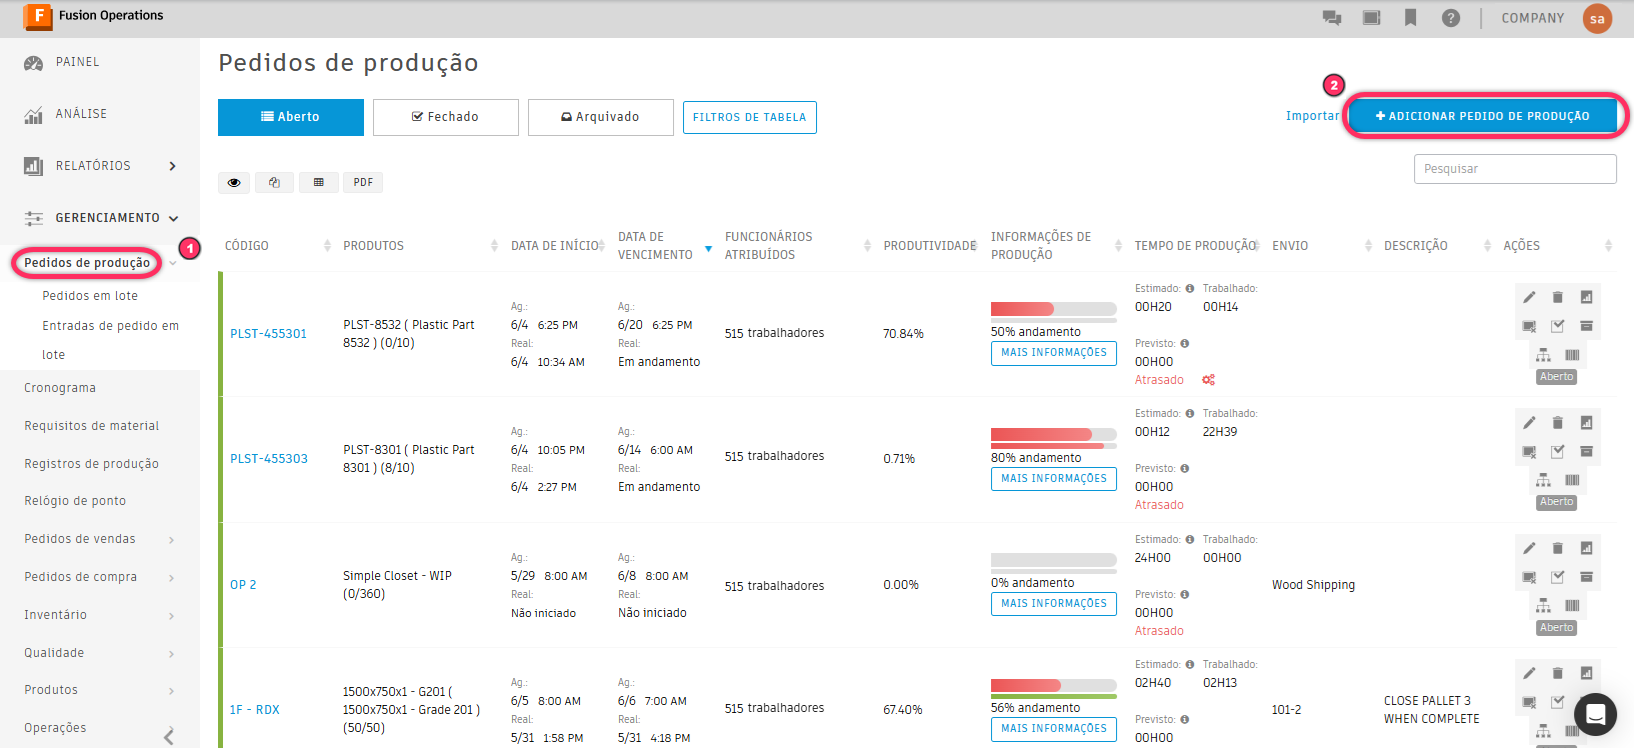 F Fusion Operations
COMPANY
sa
PAINEL
ANÁLISE
RELATÓRIOS
GERENCIAMENTO
1
Pedidos de produção
Pedidos em lote
Entradas de pedido em
lote
Cronograma
Requisitos de material
Registros de produção
Relógio de ponto
Pedidos de vendas
Pedidos de compra
Inventário
Qualidade
Produtos
Operações
Pedidos de produção
Aberto
Fechado
Arquivado
FILTROS DE TABELA
2
Importar
+ ADICIONAR PEDIDO DE PRODUÇÃO
Pesquisar
PDF
CÓDIGO
PRODUTOS
DATA DE INÍCIO
DATA DE
VENCIMENTO
FUNCIONÁRIOS
ATRIBUÍDOS
PRODUTIVIDADE
INFORMAÇÕES DE
PRODUÇÃO
TEMPO DE PRODUÇÃO
ENVIO
DESCRIÇÃO
AÇÕES
PLST-455301
PLST-8532 ( Plastic Part
8532 ) (0/10)
Ag.:
6/4 6:25 PM
Real:
6/4 10:34 AM
Ag.:
6/20 6:25 PM
Real:
Em andamento
515 trabalhadores
70.84%
50% andamento
MAIS INFORMAÇÕES
Estimado: Trabalhado:
00H20 00H14
Previsto:
00H00
Atrasado
Aberto
PLST-455303
PLST-8301 ( Plastic Part
8301 ) (8/10)
Ag.:
6/4 10:05 PM
Real:
6/4 2:27 PM
Ag.:
6/14 6:00 AM
Real:
Em andamento
515 trabalhadores
0.71%
80% andamento
MAIS INFORMAÇÕES
Estimado: Trabalhado:
00H12 22H39
Previsto:
00H00
Atrasado
Aberto
OP 2
Simple Closet - WIP
(0/360)
Ag.:
5/29 8:00 AM
Real:
Não iniciado
Ag.:
6/8 8:00 AM
Real:
Não iniciado
515 trabalhadores
0.00%
0% andamento
MAIS INFORMAÇÕES
Estimado: Trabalhado:
24H00 00H00
Previsto:
00H00
Atrasado
Wood Shipping
Aberto
1F - RDX
1500x750x1 - G201 (
1500x750x1 - Grade 201 )
(50/50)
Ag.:
6/5 8:00 AM
Real:
5/31 1:58 PM
Ag.:
6/6 7:00 AM
Real:
5/31 4:18 PM
515 trabalhadores
67.40%
56% andamento
MAIS INFORMAÇÕES
Estimado: Trabalhado:
02H40 02H13
Previsto:
00H00
101-2
CLOSE PALLET 3
WHEN COMPLETE